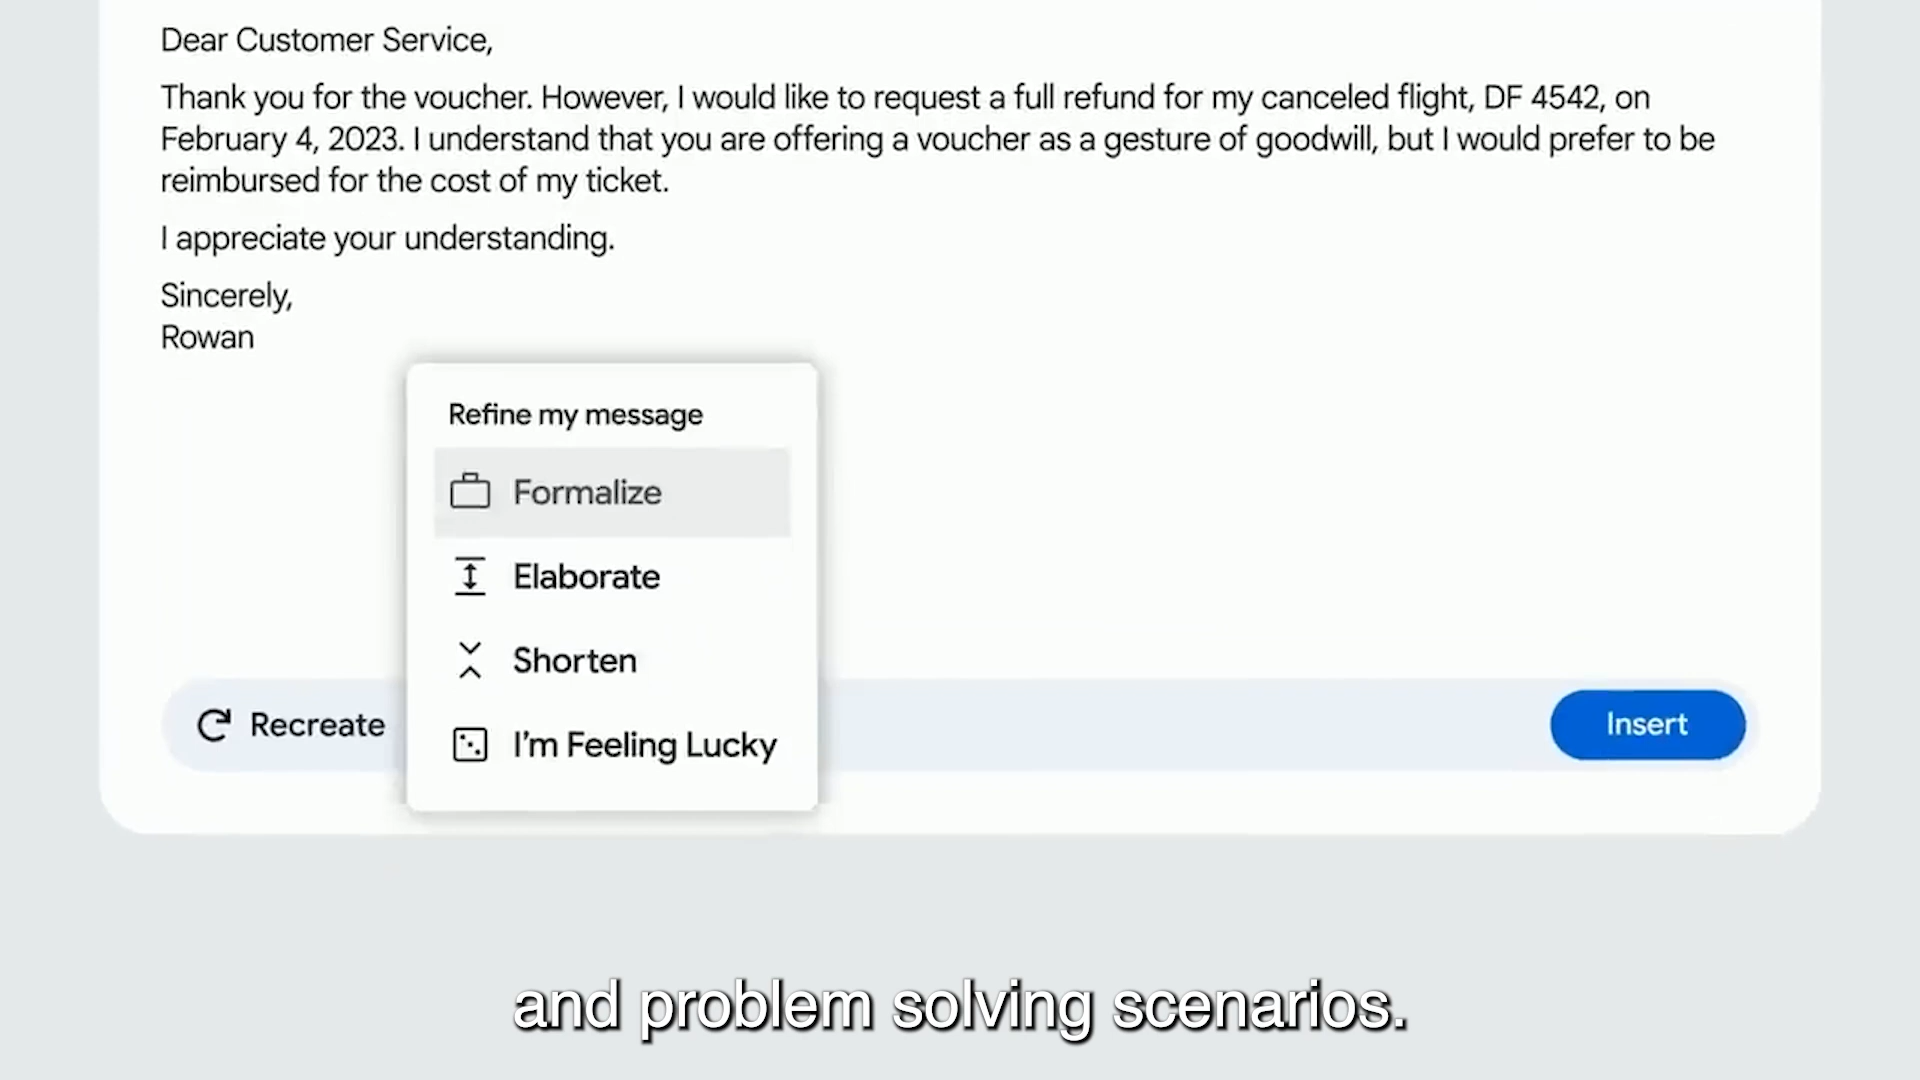 Dear Customer Service,
Thank you for the voucher. However, I would like to request a full refund for my canceled flight, DF 4542, on
February 4, 2023. I understand that you are offering a voucher as a gesture of goodwill, but I would prefer to be
reimbursed for the cost of my ticket.
I appreciate your understanding.
Sincerely,
Rowan
Refine my message
Formalize
Elaborate
Shorten
I'm Feeling Lucky
Recreate
Insert
and problem solving scenarios.